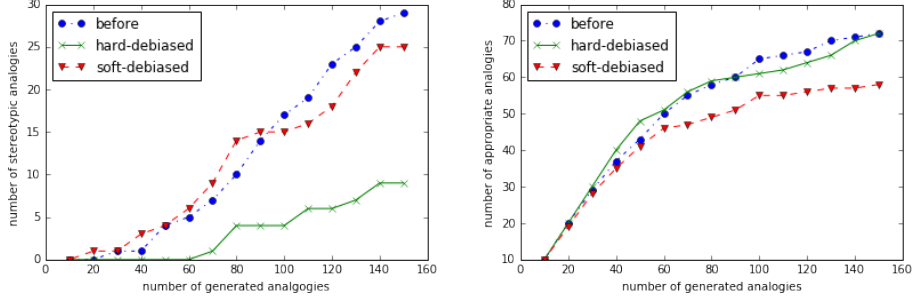 number of stereotypic analogies
30
25
20
15
10
5
0
before
hard-debiased
soft-debiased
0 20 40 60 80 100 120 140 160
number of generated analgogies
number of appropriate analogies
80
70
60
50
40
30
20
10
before
hard-debiased
soft-debiased
0 20 40 60 80 100 120 140 160
number of generated analogies